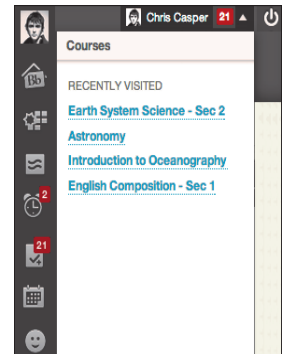 Chris Casper 21
Courses
Bb
RECENTLY VISITED
Earth System Science - Sec 2
Astronomy
Introduction to Oceanography
English Composition - Sec 1
2
21